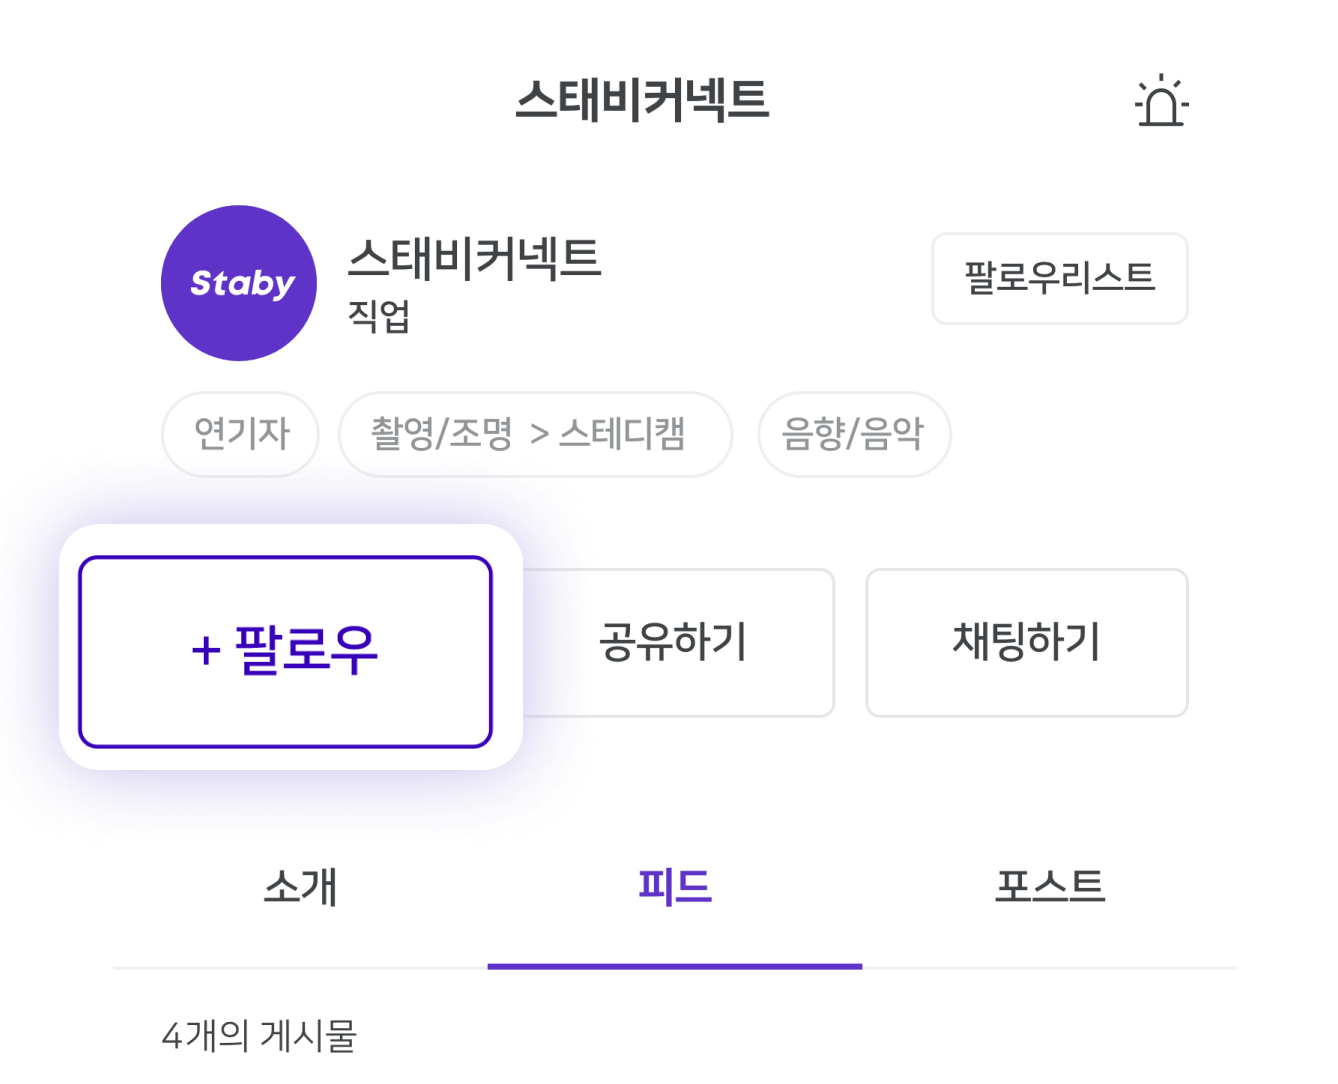 스태비커넥트
Staby
스태비커넥트
직업
팔로우리스트
연기자
촬영/조명 > 스테디캠
음향/음악
+ 팔로우
공유하기
채팅하기
소개
피드
포스트
4개의 게시물